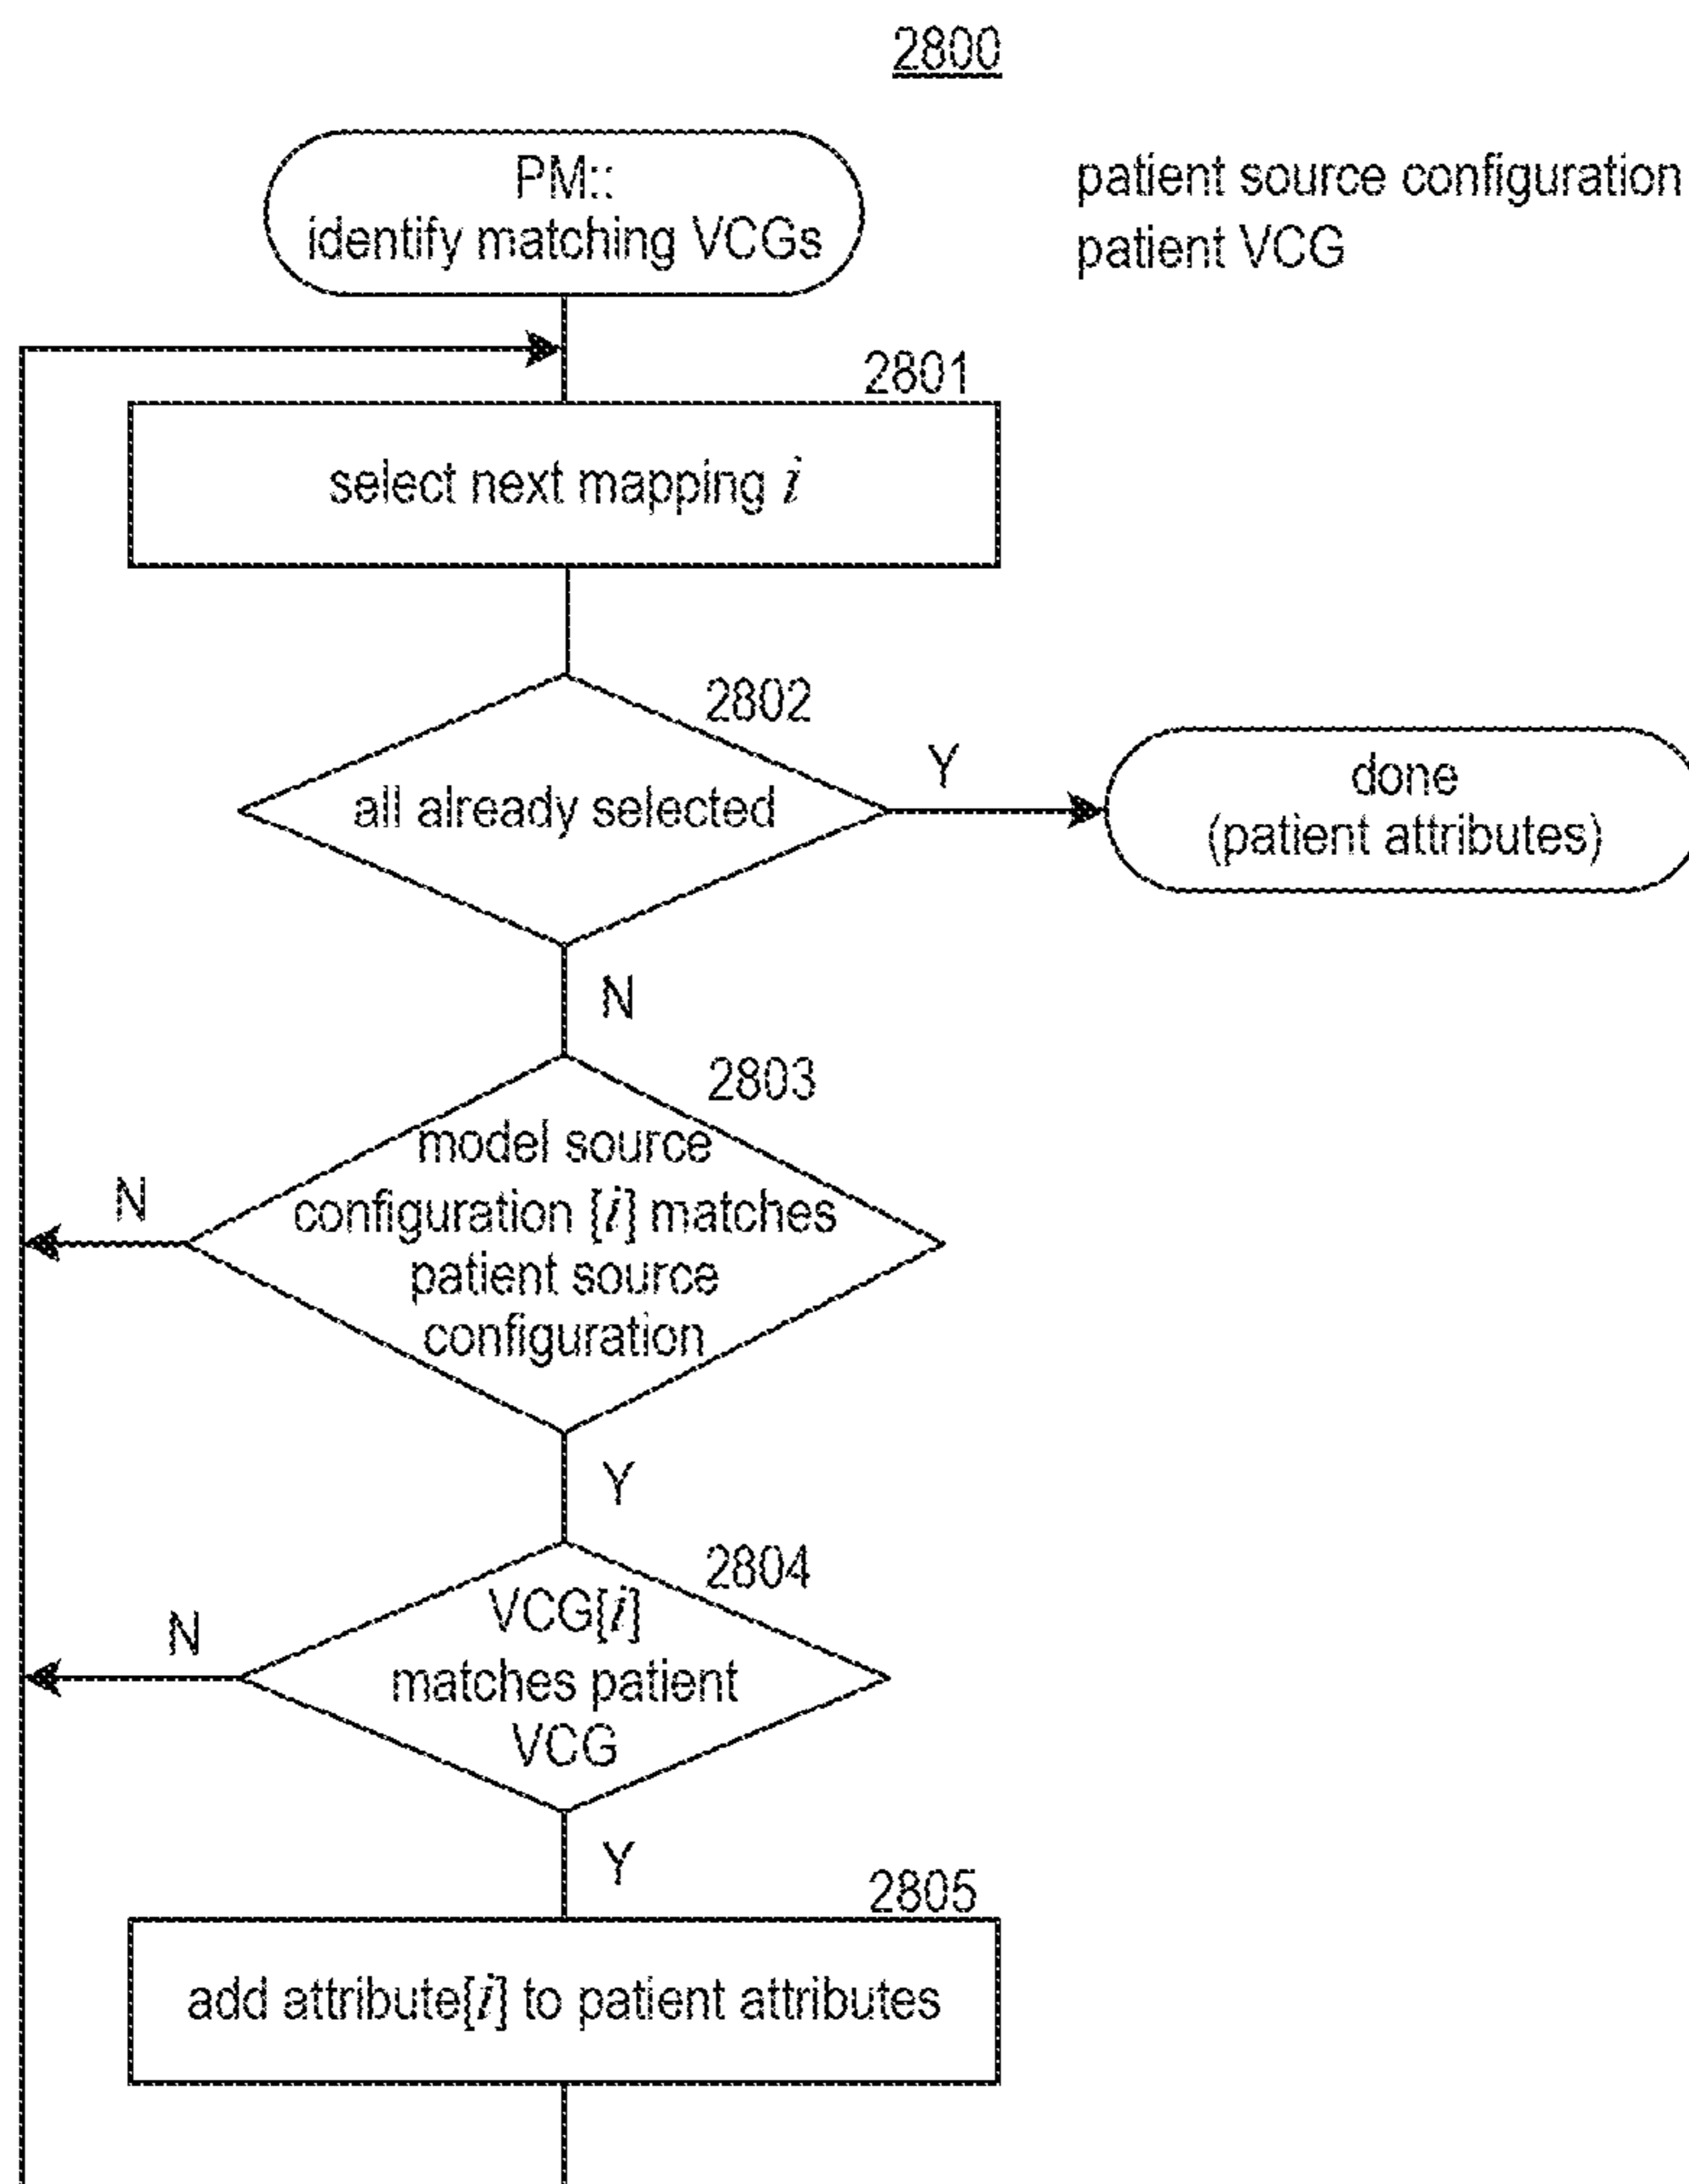 2800
PM::
identify matching VCGs
patient source configuration
patient VCG
2801
select next mapping i
2802
all already selected
Y
done
(patient attributes)
N
2803
model source
configuration [i] matches
patient source
configuration
N
Y
2804
VCG[i]
matches patient
VCG
N
Y
2805
add attribute[i] to patient attributes